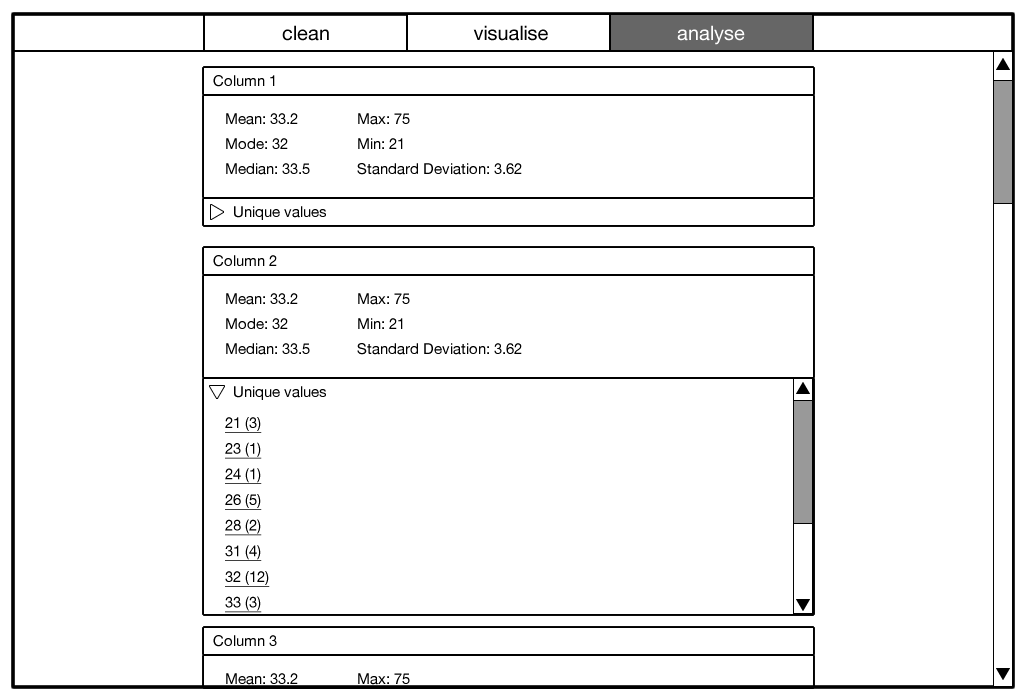 clean visualise analyse
Column 1
Mean: 33.2 Max: 75
Mode: 32 Min: 21
Median: 33.5 Standard Deviation: 3.62
Unique values
Column 2
Mean: 33.2 Max: 75
Mode: 32 Min: 21
Median: 33.5 Standard Deviation: 3.62
Unique values
21 (3)
23 (1)
24 (1)
26 (5)
28 (2)
31 (4)
32 (12)
33 (3)
Column 3
Mean: 33.2 Max: 75